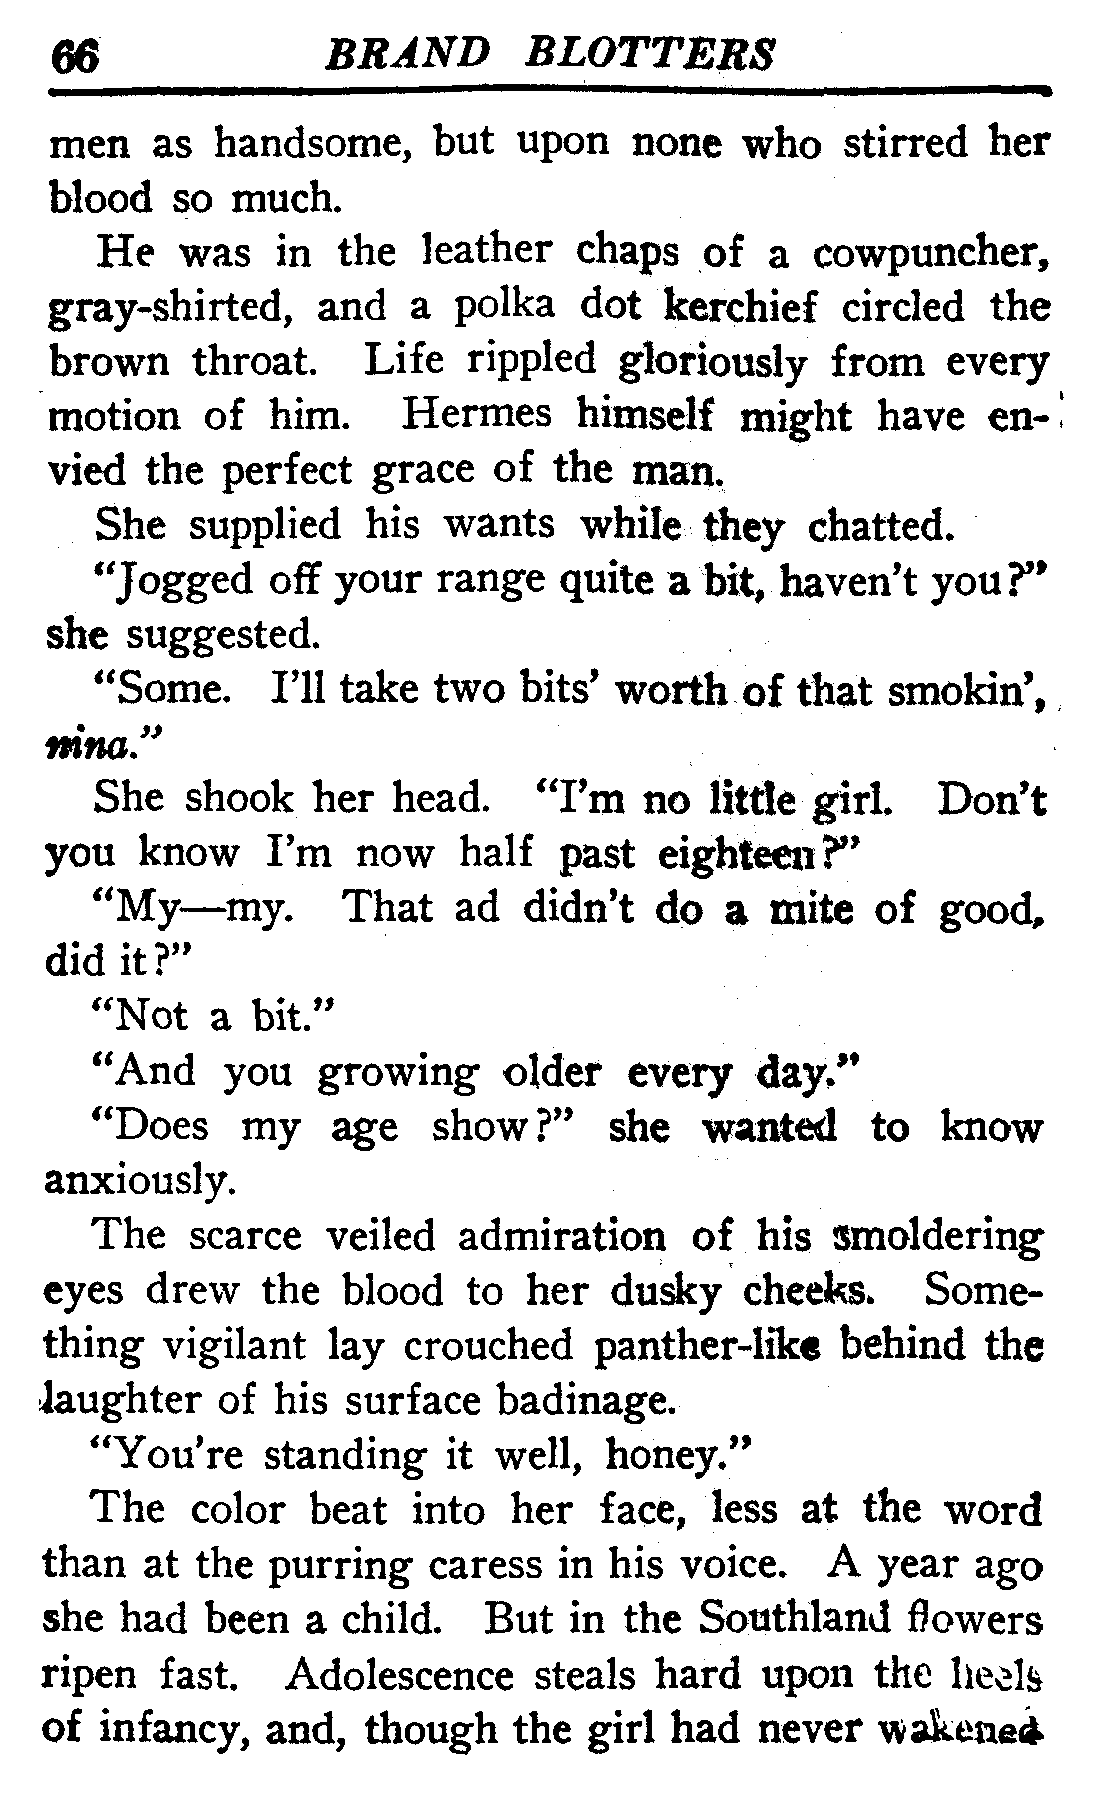 66 BRAND BLOTTERS
men as handsome, but upon none who stirred her
blood so much.
He was in the leather chaps of a cowpuncher,
gray-shirted, and a polka dot kerchief circled the
brown throat. Life rippled gloriously from every
motion of him. Hermes himself might have en-
vied the perfect grace of the man.
She supplied his wants while they chatted.
"Jogged off your range quite a bit, haven't you?"
she suggested.
"Some. I'll take two bits' worth of that smokin',
nina."
She shook her head. "I'm no little girl. Don't
you know I'm now half past eighteen?"
"My—my. That ad didn't do a mite of good,
did it?"
"Not a bit."
"And you growing older every day."
"Does my age show?" she wanted to know
anxiously.
The scarce veiled admiration of his smoldering
eyes drew the blood to her dusky cheeks. Some-
thing vigilant lay crouched panther-like behind the
laughter of his surface badinage.
"You're standing it well, honey."
The color beat into her face, less at the word
than at the purring caress in his voice. A year ago
she had been a child. But in the Southland flowers
ripen fast. Adolescence steals hard upon the heels
of infancy, and, though the girl had never wakened